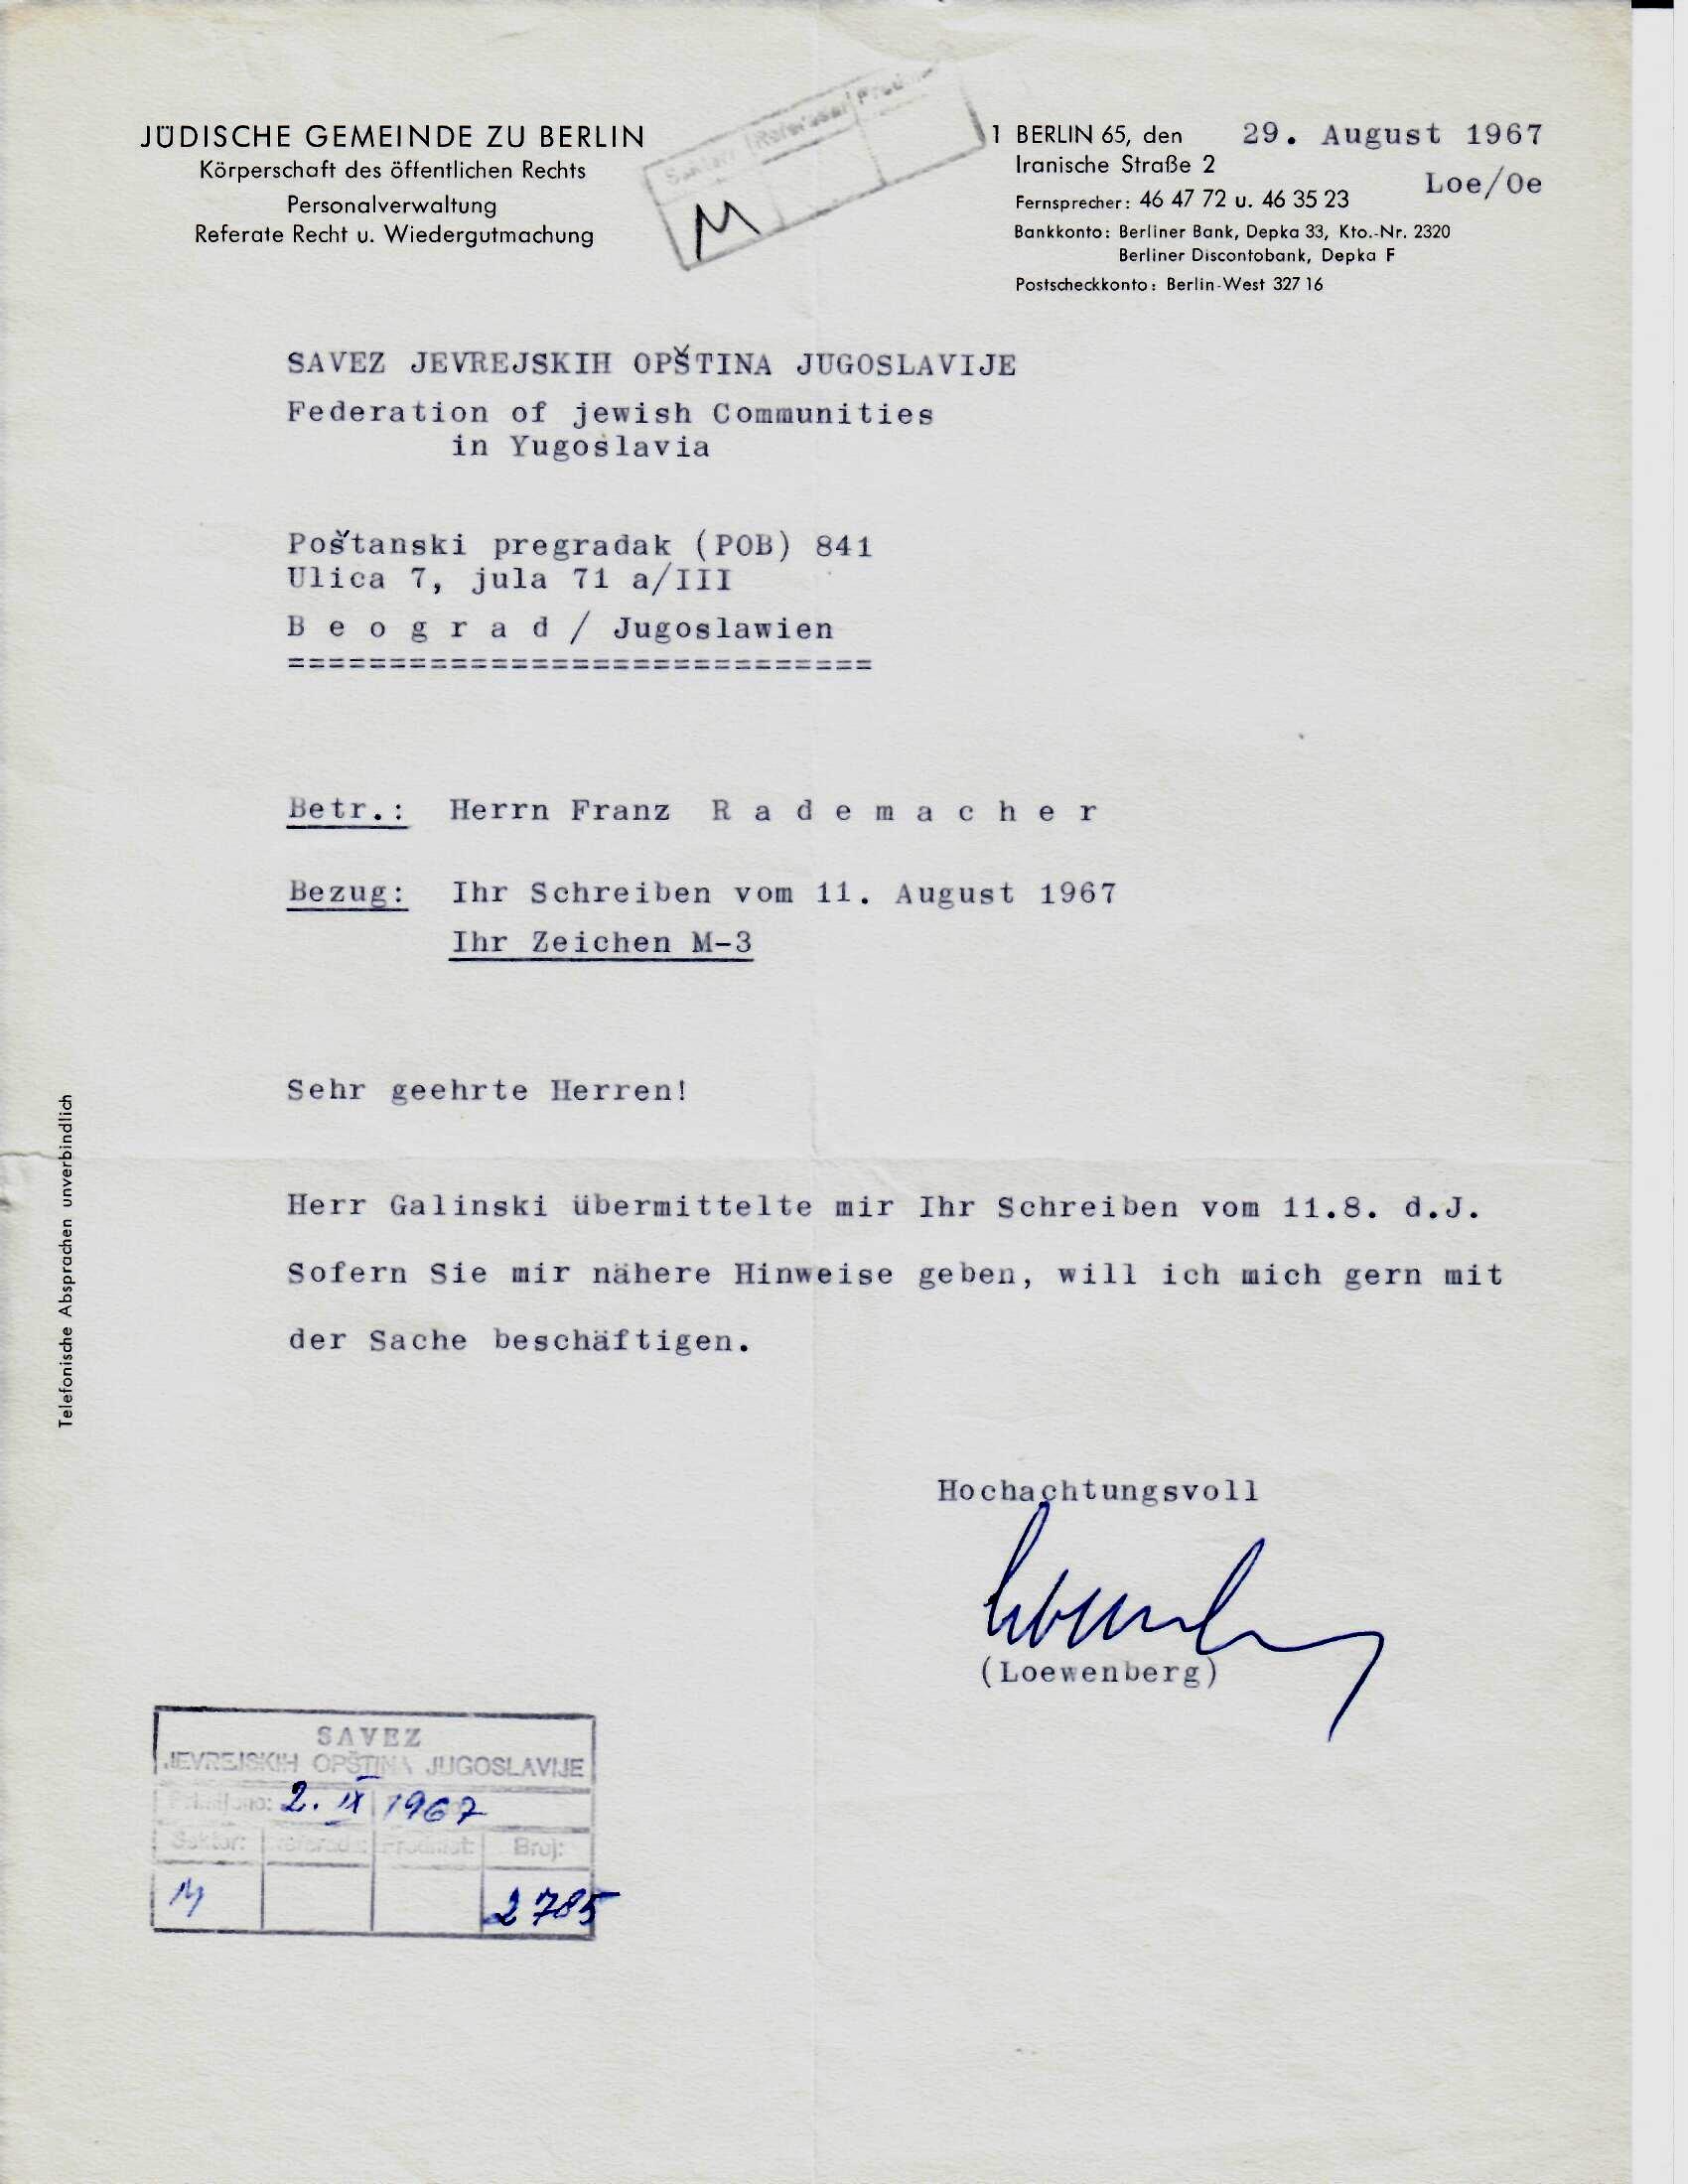 JÜDISCHE GEMEINDE ZU BERLIN
Körperschaft des öffentlichen Rechts
Personalverwaltung
Referate Recht u. Wiedergutmachung
M
1 BERLIN 65, den 29. August 1967
Iranische Straße 2
Loe/Oe
Fernsprecher: 46 47 72 u. 46 35 23
Bankkonto: Berliner Bank, Depka 33, Kto.-Nr. 2320
Berliner Discontobank, Depka F
Postscheckkonto: Berlin-West 327 16
SAVEZ JEVREJSKIH OPŠTINA JUGOSLAVIJE
Federation of jewish Communities
in Yugoslavia
Poštanski pregradak (POB) 841
Ulica 7, jula 71 a/III
B e o g r a d / Jugoslawien
=============================
Betr.: Herrn Franz R a d e m a c h e r
Bezug: Ihr Schreiben vom 11. August 1967
Ihr Zeichen M-3
Sehr geehrte Herren!
Herr Galinski übermittelte mir Ihr Schreiben vom 11.8. d.J.
Sofern Sie mir nähere Hinweise geben, will ich mich gern mit
der Sache beschäftigen.
Telefonische Absprachen unverbindlich
Hochachtungsvoll
(Loewenberg)
SAVEZ
JEVREJSKIH OPŠTINA JUGOSLAVIJE
2. IX 1967
Sektor: Broj:
M 2785